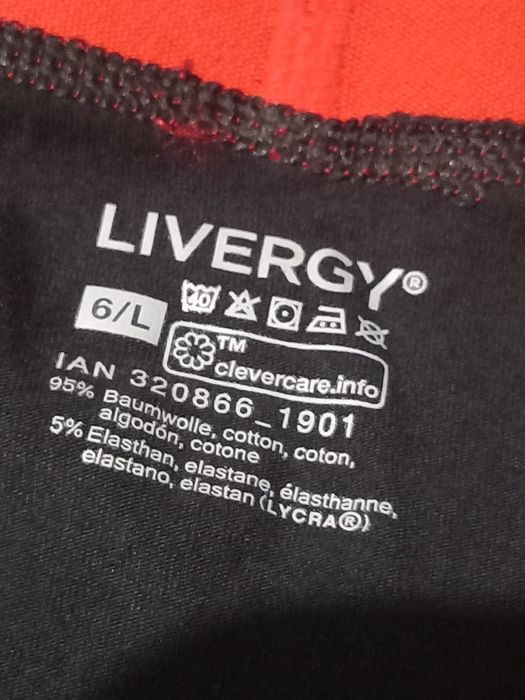 LIVERGY®
6/L
40
™
clevercare.info
IAN 320866_1901
95% Baumwolle, cotton, coton,
algodón, cotone
5% Elasthan, elastane, élasthanne,
elastano, elastan (LYCRA®)